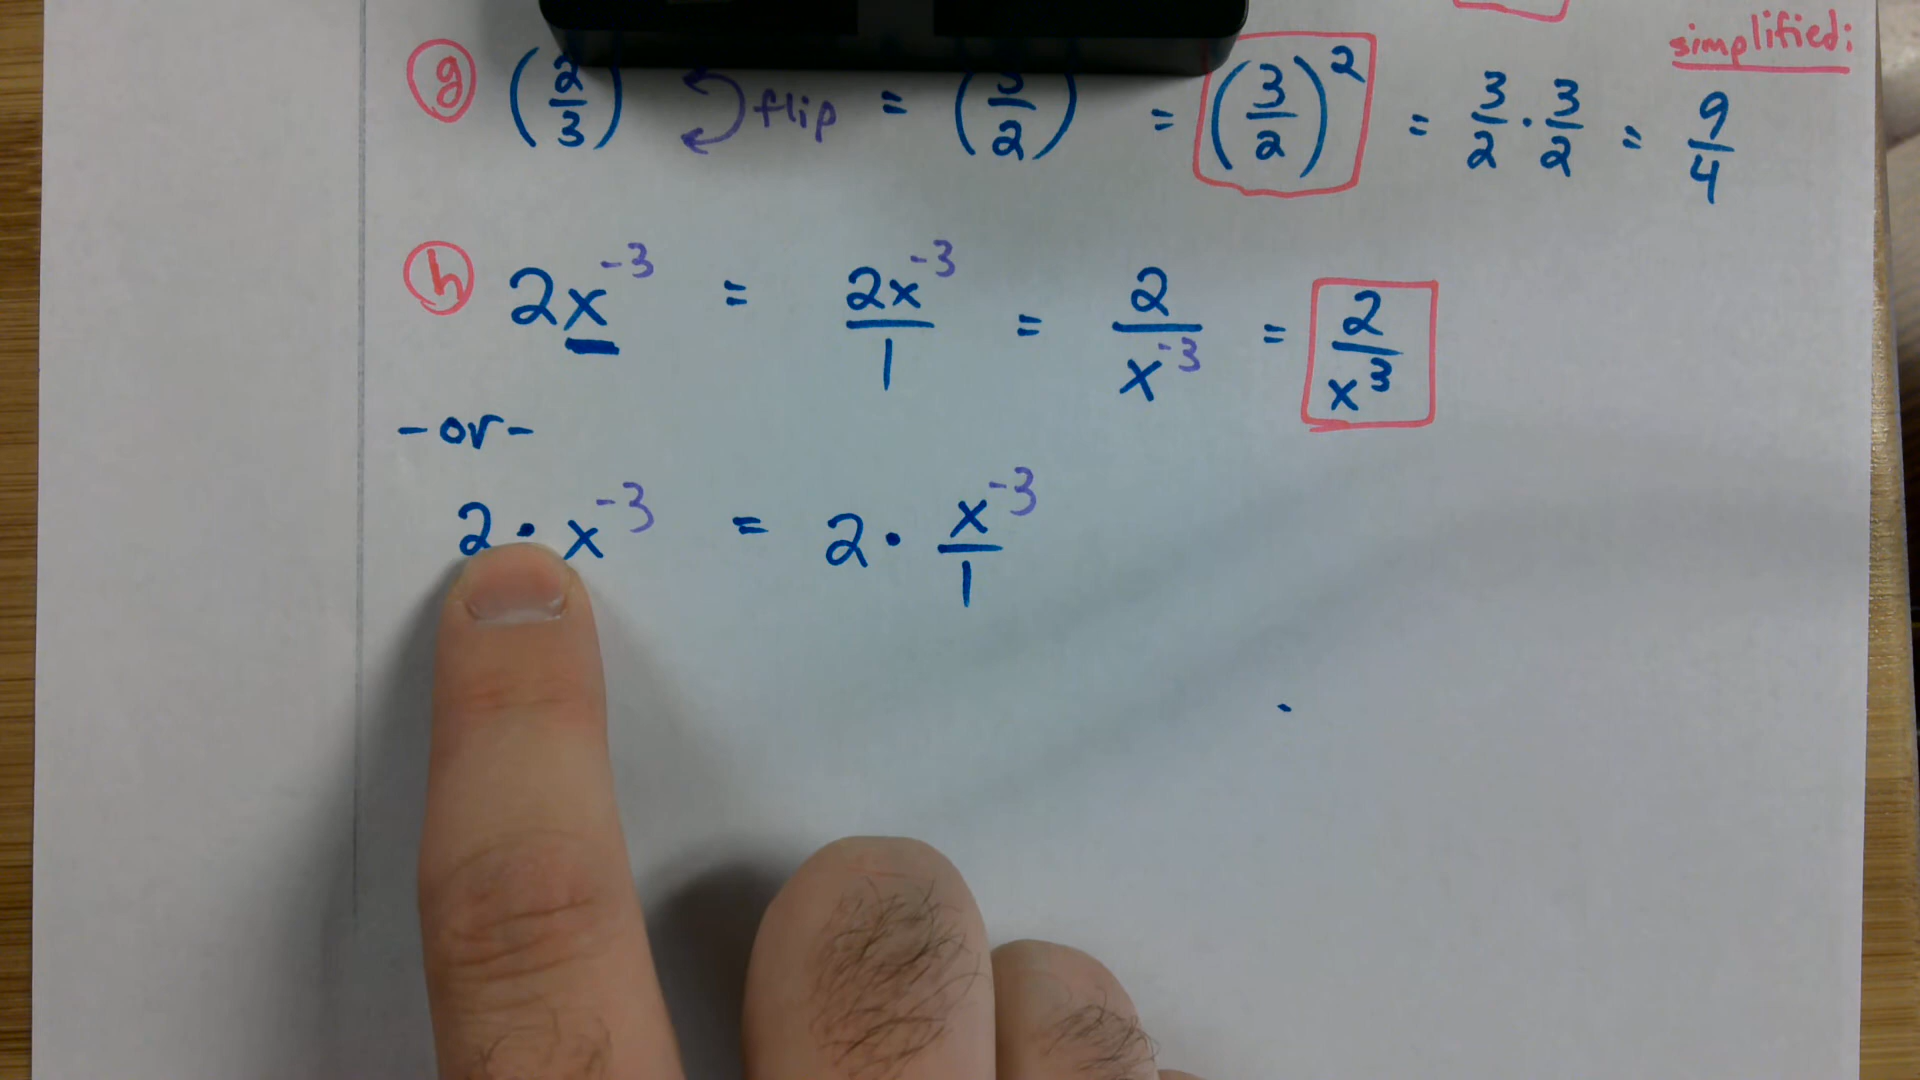 simplified:
g (2/3) flip = (3/2) = (3/2)^2 = 3/2 · 3/2 = 9/4
h 2x^-3 = 2x^-3/1 = 2/x^-3 = 2/x^3
-or-
2 · x^-3 = 2 · x^-3/1